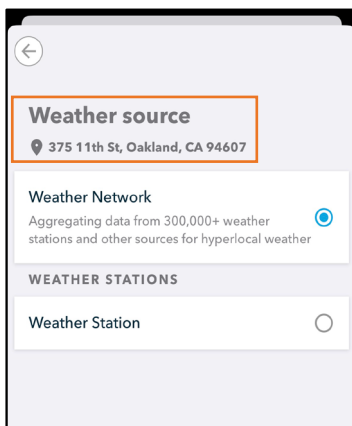 Weather source
375 11th St, Oakland, CA 94607
Weather Network
Aggregating data from 300,000+ weather
stations and other sources for hyperlocal weather
WEATHER STATIONS
Weather Station